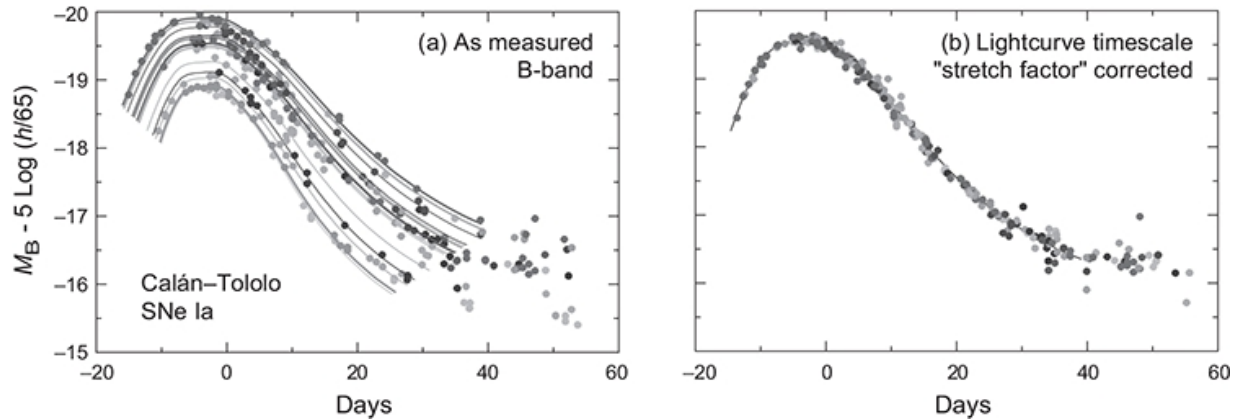 (a) As measured
B-band
Calán–Tololo
SNe Ia
M_B - 5 Log (h/65)
–20
–19
–18
–17
–16
–15
–20
0
20
40
60
Days
(b) Lightcurve timescale
"stretch factor" corrected
–20
0
20
40
60
Days